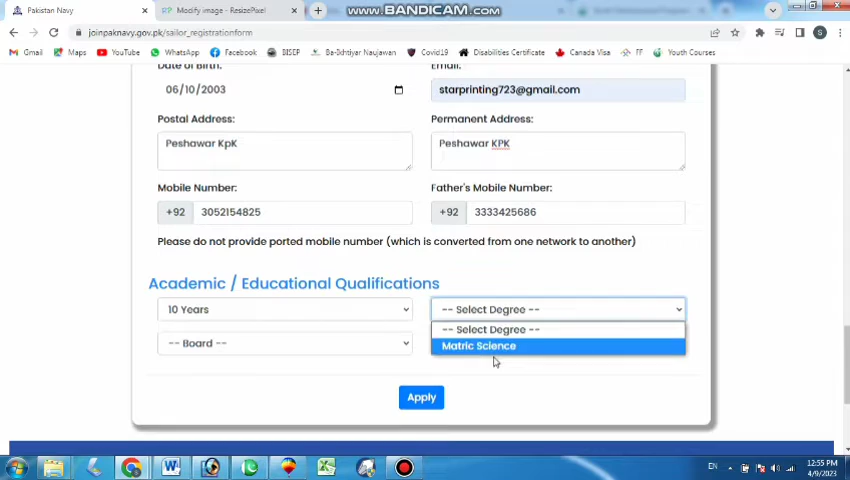 www.BANDICAM.com
Pakistan Navy
Modify image - ResizePixel
joinpaknavy.gov.pk/sailor_registrationform
S
Gmail Maps YouTube WhatsApp Facebook BISEP Ba-Ikhtiyar Naujawan Covid19 Disabilities Certificate Canada Visa FF Youth Courses
Date of Birth: Email:
06/10/2003 starprinting723@gmail.com
Postal Address: Permanent Address:
Peshawar KpK Peshawar KPK
Mobile Number: Father's Mobile Number:
+92 3052154825 +92 3333425686
Please do not provide ported mobile number (which is converted from one network to another)
Academic / Educational Qualifications
10 Years -- Select Degree --
-- Select Degree --
-- Board -- Matric Science
Apply
EN 12:55 PM
4/9/2023